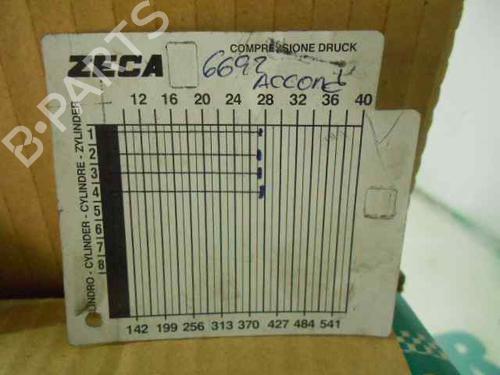 COMPRESSIONE DRUCK
ZECA
6692
ACCORD
12 16 20 24 28 32 36 40
CILINDRO - CYLINDER - CYLINDRE - ZYLINDER
1
2
3
4
5
6
7
8
142 199 256 313 370 427 484 541
B-PARTS